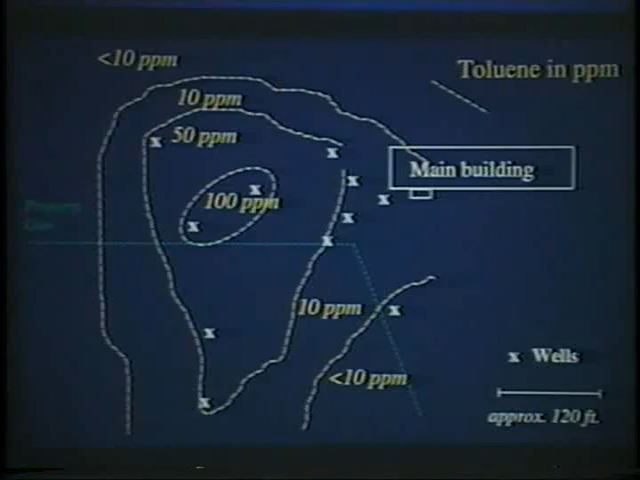 <10 ppm
Toluene in ppm
10 ppm
50 ppm
Main building
100 ppm
10 ppm
x Wells
<10 ppm
approx. 120 ft.